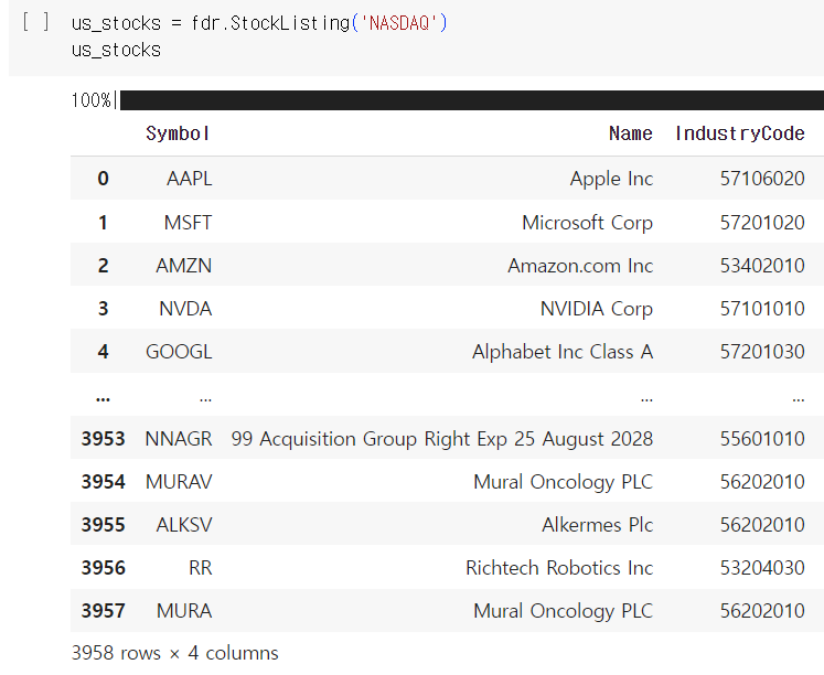 [ ] us_stocks = fdr.StockListing('NASDAQ')
us_stocks
100%|
Symbol Name IndustryCode
0 AAPL Apple Inc 57106020
1 MSFT Microsoft Corp 57201020
2 AMZN Amazon.com Inc 53402010
3 NVDA NVIDIA Corp 57101010
4 GOOGL Alphabet Inc Class A 57201030
... ... ... ...
3953 NNAGR 99 Acquisition Group Right Exp 25 August 2028 55601010
3954 MURAV Mural Oncology PLC 56202010
3955 ALKSV Alkermes Plc 56202010
3956 RR Richtech Robotics Inc 53204030
3957 MURA Mural Oncology PLC 56202010
3958 rows × 4 columns